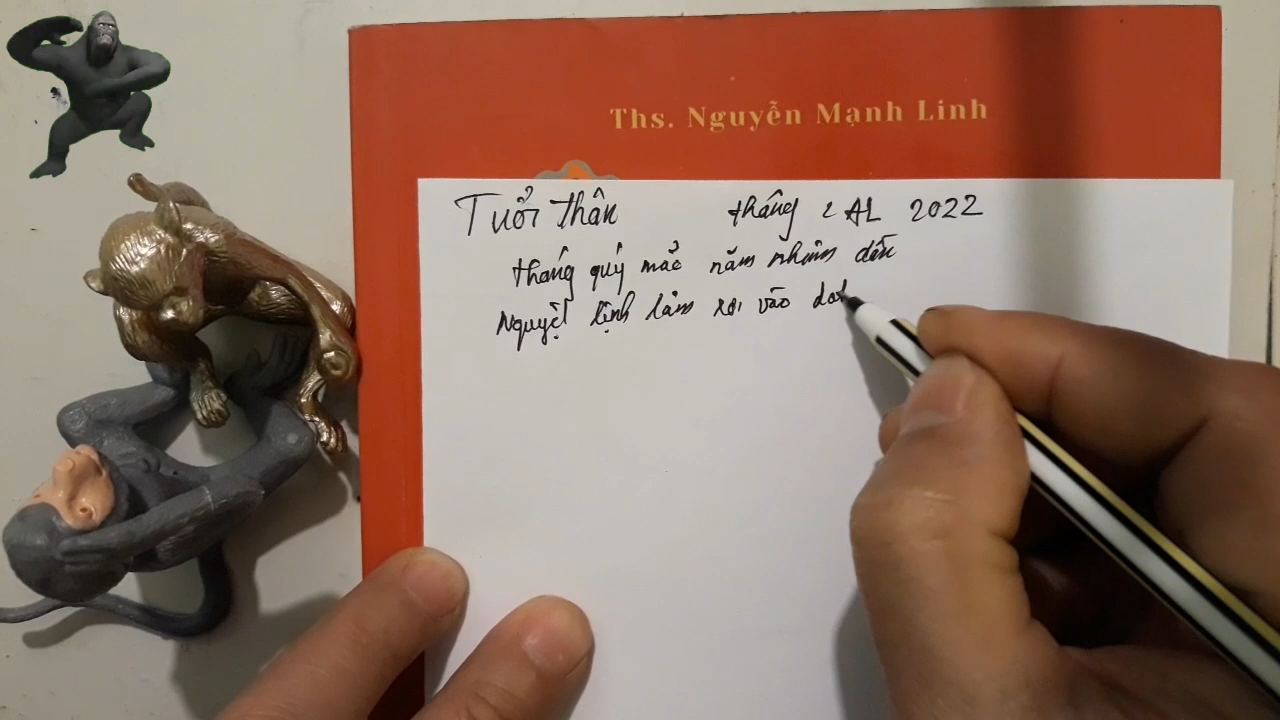 Ths. Nguyễn Mạnh Linh
Tuổi Thân tháng 2 AL 2022
tháng quý mão năm nhâm dần
Nguyệt lịnh lâm rơi vào